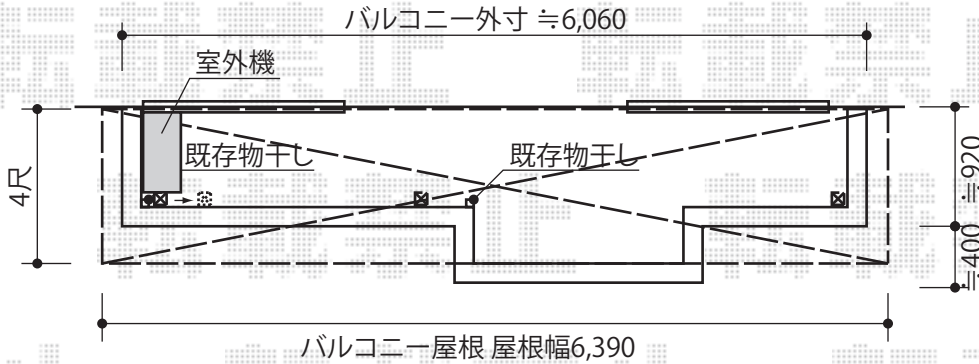 バルコニー外寸 ≒6,060
室外機
既存物干し
既存物干し
4尺
≒920
≒400
バルコニー屋根 屋根幅6,390